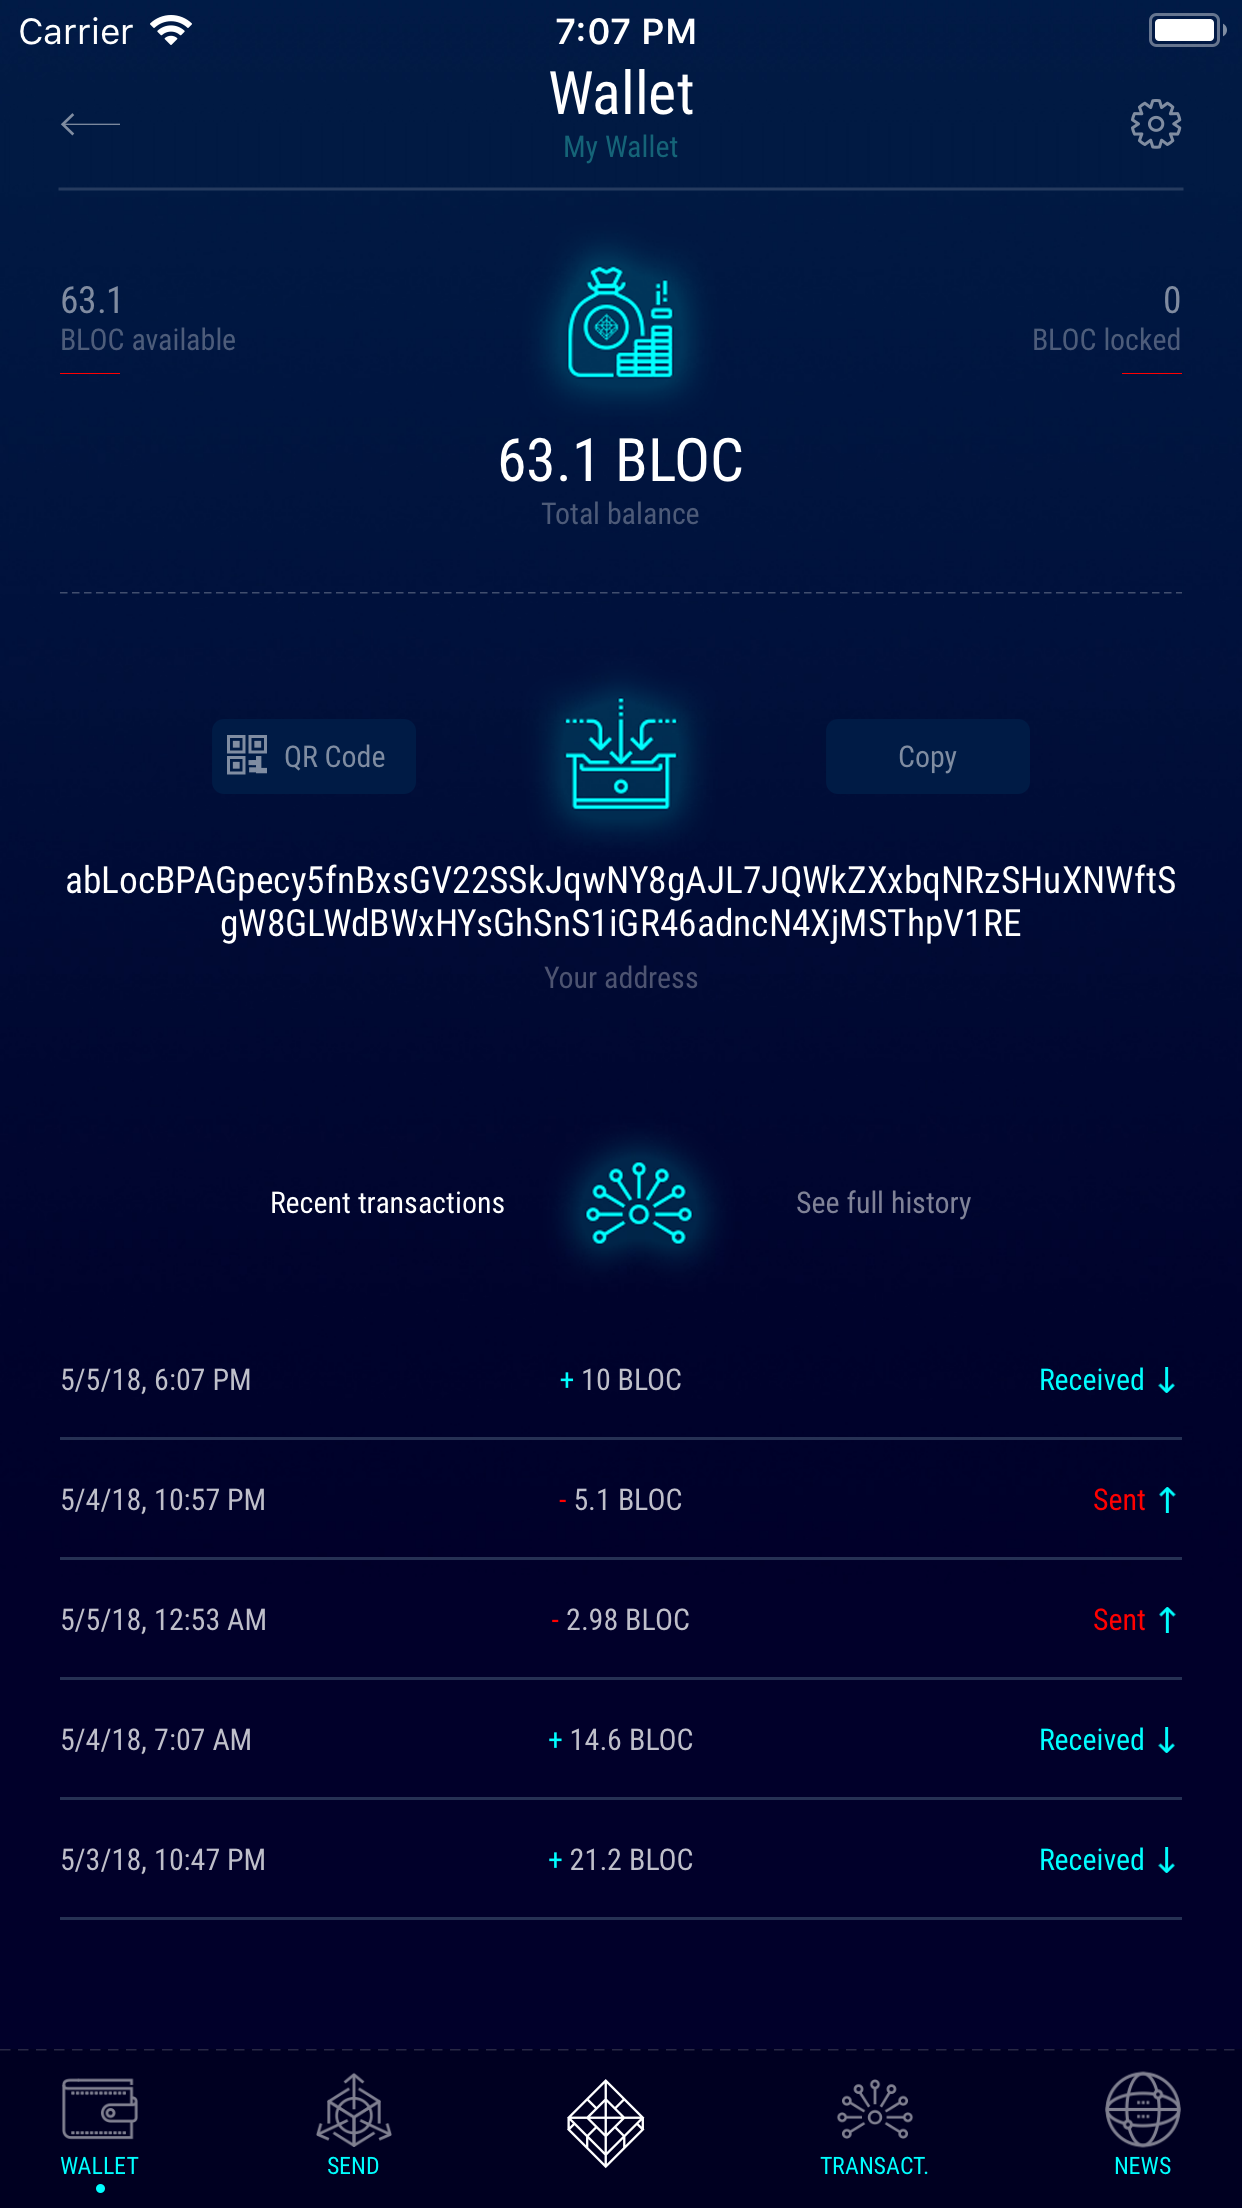 Carrier 7:07 PM
Wallet
My Wallet
63.1
BLOC available
0
BLOC locked
63.1 BLOC
Total balance
QR Code
Copy
abLocBPAGpecy5fnBxsGV22SSkJqwNY8gAJL7JQWkZXxbqNRzSHuXNWftS
gW8GLWdBWxHYsGhSnS1iGR46adncN4XjMSThpV1RE
Your address
Recent transactions
See full history
5/5/18, 6:07 PM + 10 BLOC Received ↓
5/4/18, 10:57 PM - 5.1 BLOC Sent ↑
5/5/18, 12:53 AM - 2.98 BLOC Sent ↑
5/4/18, 7:07 AM + 14.6 BLOC Received ↓
5/3/18, 10:47 PM + 21.2 BLOC Received ↓
WALLET SEND TRANSACT. NEWS